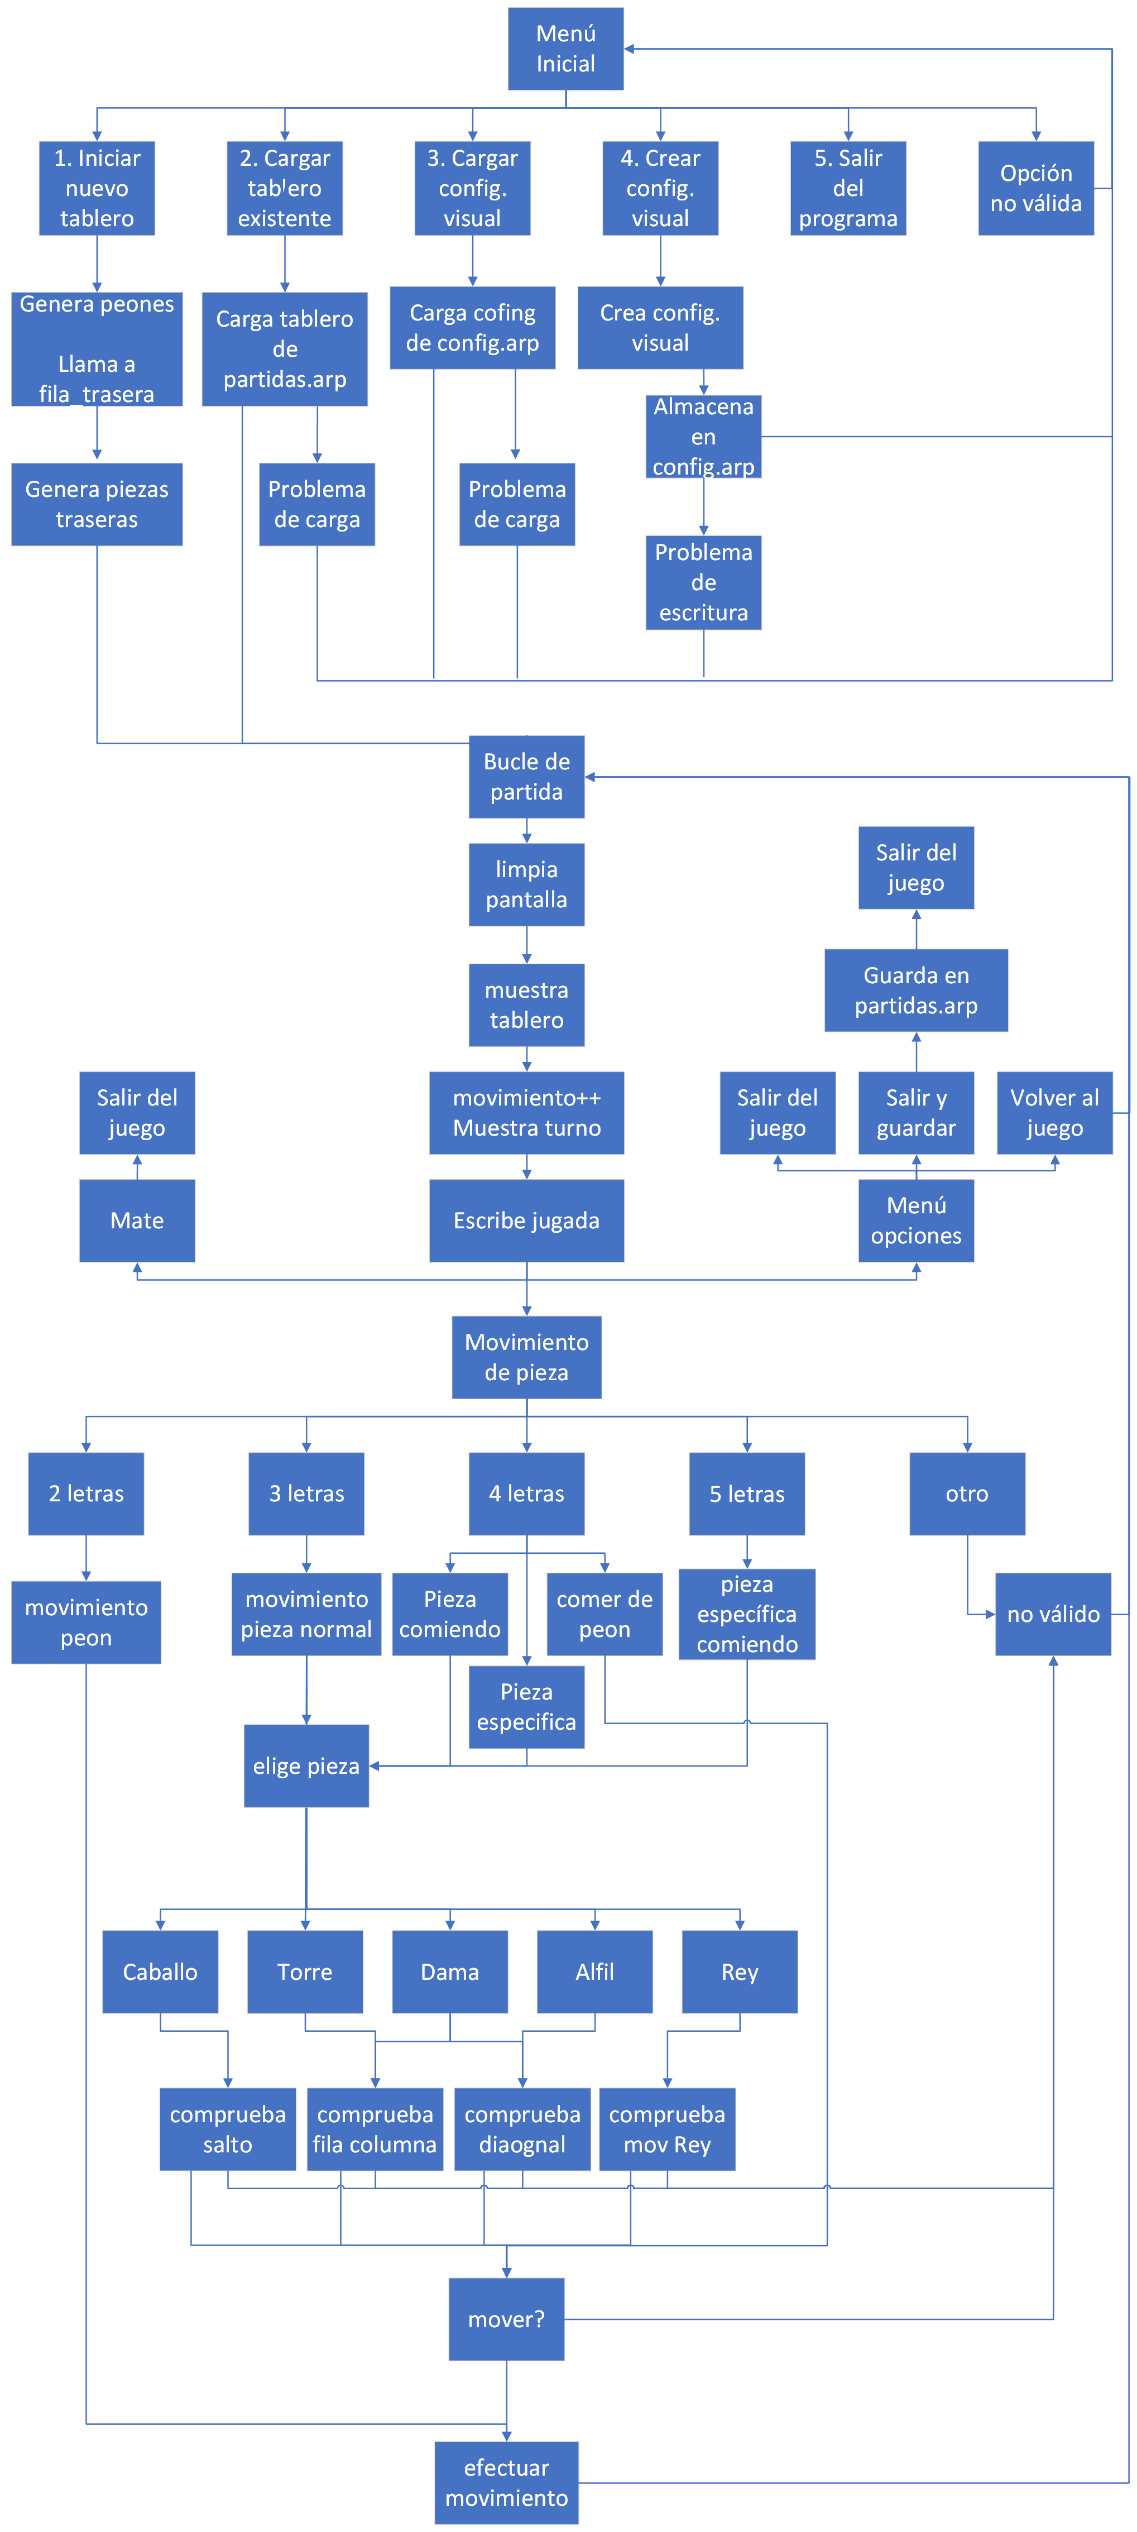 Menú
Inicial
1. Iniciar
nuevo
tablero
2. Cargar
tablero
existente
3. Cargar
config.
visual
4. Crear
config.
visual
5. Salir
del
programa
Opción
no válida
Genera peones
Llama a
fila_trasera
Carga tablero
de
partidas.arp
Carga cofing
de config.arp
Crea config.
visual
Almacena
en
config.arp
Genera piezas
traseras
Problema
de carga
Problema
de carga
Problema
de
escritura
Bucle de
partida
limpia
pantalla
Salir del
juego
muestra
tablero
Guarda en
partidas.arp
Salir del
juego
movimiento++
Muestra turno
Salir del
juego
Salir y
guardar
Volver al
juego
Mate
Escribe jugada
Menú
opciones
Movimiento
de pieza
2 letras
3 letras
4 letras
5 letras
otro
movimiento
peon
movimiento
pieza normal
Pieza
comiendo
comer de
peon
pieza
específica
comiendo
no válido
Pieza
especifica
elige pieza
Caballo
Torre
Dama
Alfil
Rey
comprueba
salto
comprueba
fila columna
comprueba
diaognal
comprueba
mov Rey
mover?
efectuar
movimiento